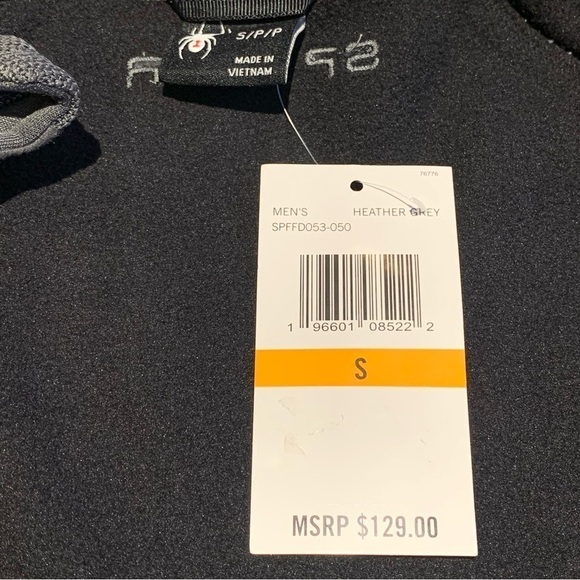 S/P/P
MADE IN
VIETNAM
76776
MEN'S HEATHER GREY
SPFFD053-050
1 96601 08522 2
S
MSRP $129.00